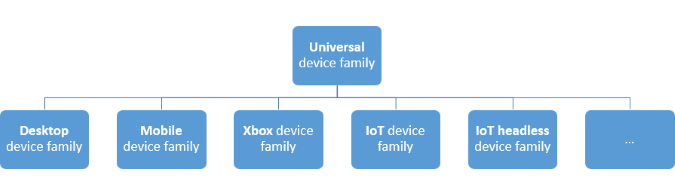 Universal
device family
Desktop
device family
Mobile
device family
Xbox device
family
IoT device
family
IoT headless
device family
...